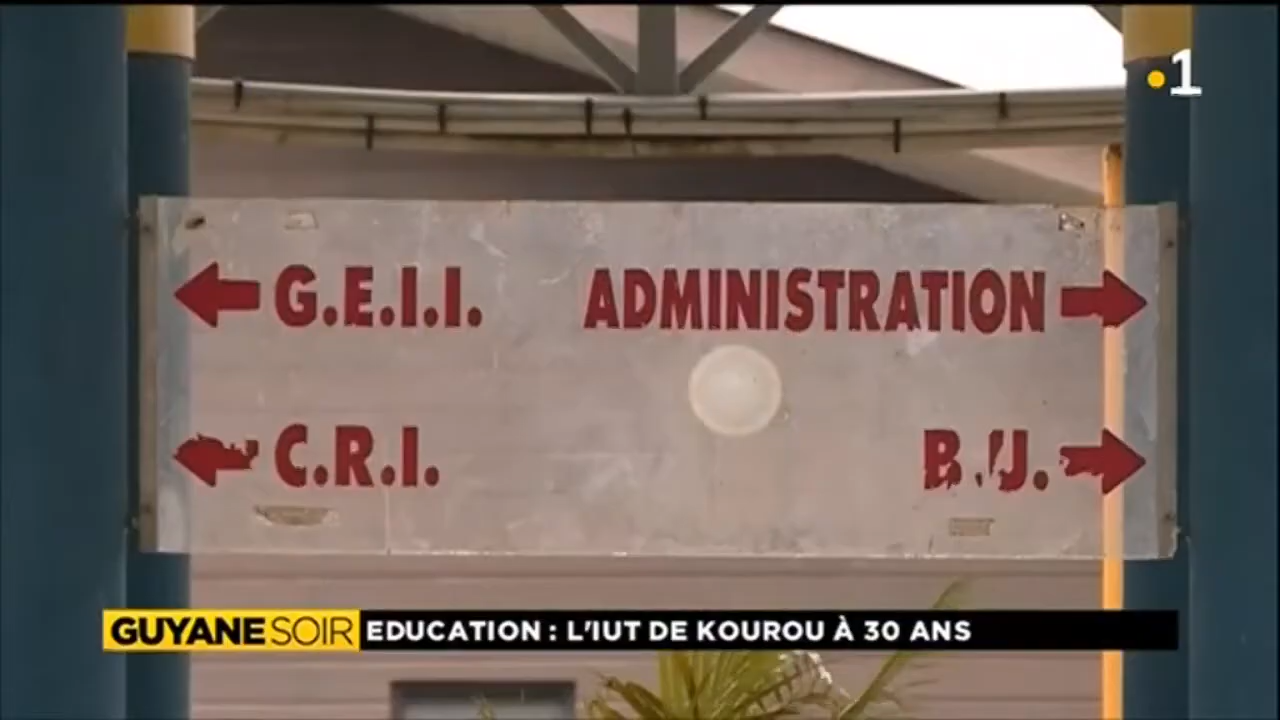 1
G.E.I.I. ADMINISTRATION
C.R.I. B.U.
GUYANE SOIR EDUCATION : L'IUT DE KOUROU À 30 ANS